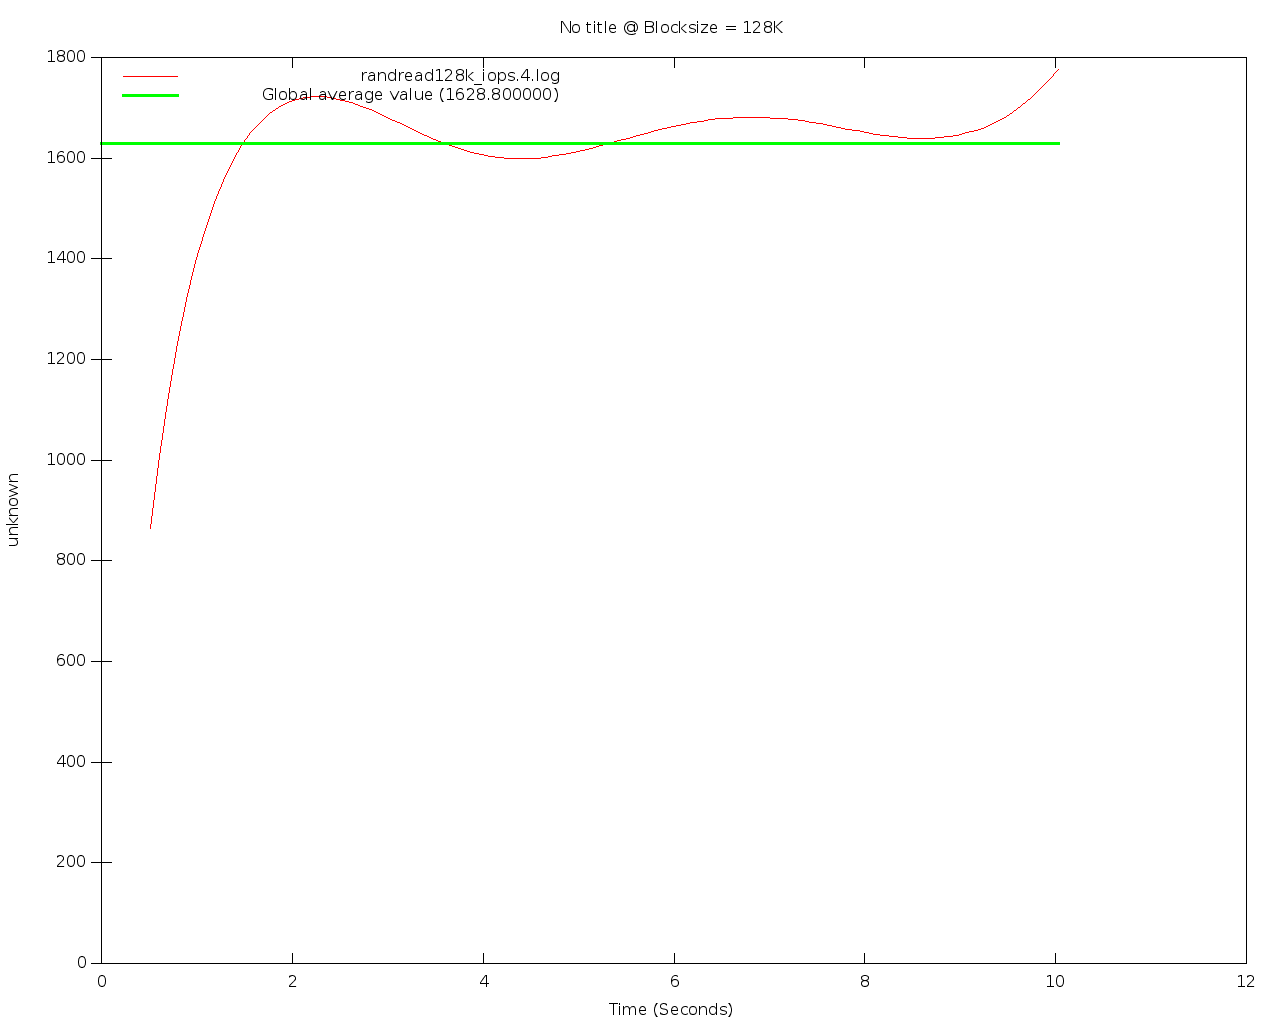 No title @ Blocksize = 128K
randread128k_iops.4.log
Global average value (1628.800000)
1800
1600
1400
1200
1000
800
600
400
200
0
unknown
0 2 4 6 8 10 12
Time (Seconds)